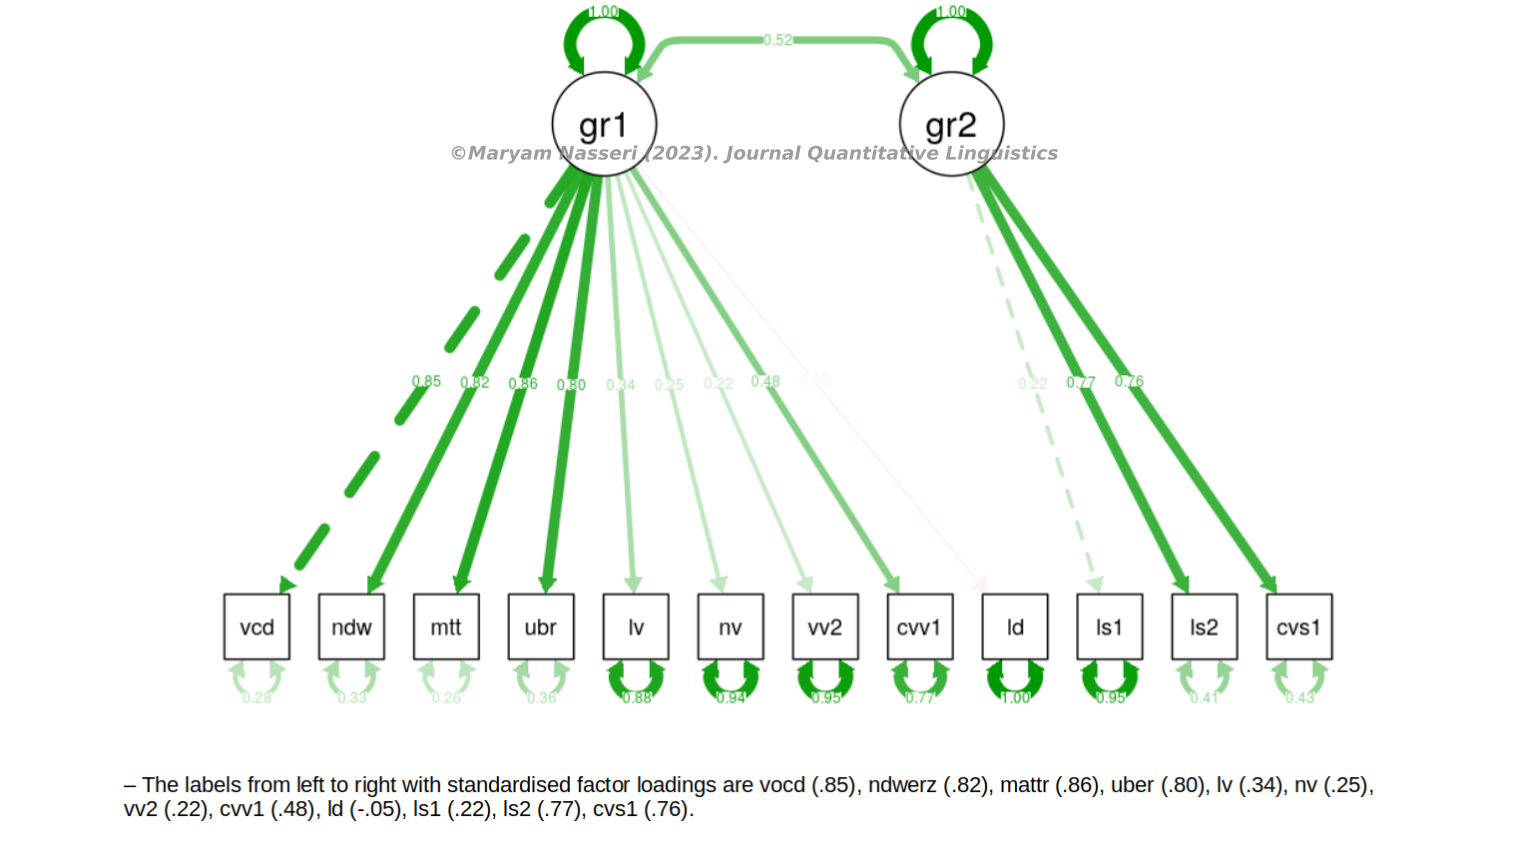 1.00 1.00
0.52
gr1 gr2
©Maryam Nasseri (2023). Journal Quantitative Linguistics
0.85 0.82 0.86 0.80 0.34 0.25 0.22 0.48 -0.05 0.22 0.77 0.76
vcd ndw mtt ubr lv nv vv2 cvv1 ld ls1 ls2 cvs1
0.28 0.33 0.26 0.36 0.88 0.94 0.95 0.77 1.00 0.95 0.41 0.43
– The labels from left to right with standardised factor loadings are vocd (.85), ndwerz (.82), mattr (.86), uber (.80), lv (.34), nv (.25),
vv2 (.22), cvv1 (.48), ld (-.05), ls1 (.22), ls2 (.77), cvs1 (.76).